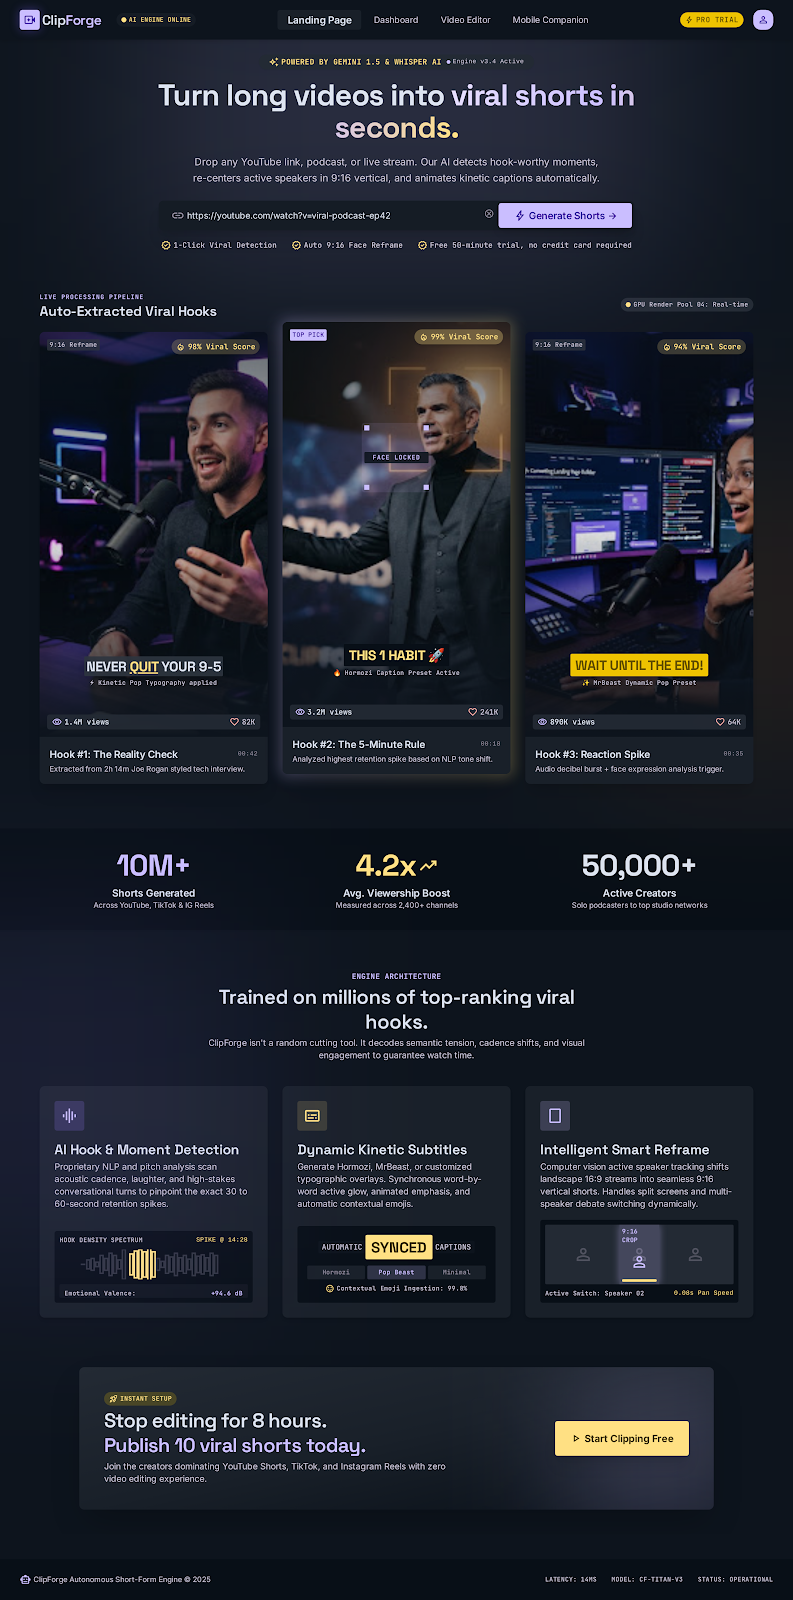 ClipForge
AI ENGINE ONLINE
Landing Page
Dashboard
Video Editor
Mobile Companion
PRO TRIAL
POWERED BY GEMINI 1.5 & WHISPER AI
Engine v3.4 Active
Turn long videos into viral shorts in
seconds.
Drop any YouTube link, podcast, or live stream. Our AI detects hook-worthy moments,
re-centers active speakers in 9:16 vertical, and animates kinetic captions automatically.
https://youtube.com/watch?v=viral-podcast-ep42
Generate Shorts →
1-Click Viral Detection
Auto 9:16 Face Reframe
Free 50-minute trial, no credit card required
LIVE PROCESSING PIPELINE
Auto-Extracted Viral Hooks
GPU Render Pool 04: Real-time
9:16 Reframe
98% Viral Score
NEVER QUIT YOUR 9-5
⚡ Kinetic Pop Typography applied
1.4M views
82K
Hook #1: The Reality Check
00:42
Extracted from 2h 14m Joe Rogan styled tech interview.
TOP PICK
99% Viral Score
FACE LOCKED
THIS 1 HABIT 🚀
🔥 Hormozi Caption Preset Active
3.2M views
241K
Hook #2: The 5-Minute Rule
00:18
Analyzed highest retention spike based on NLP tone shift.
9:16 Reframe
94% Viral Score
WAIT UNTIL THE END!
✨ MrBeast Dynamic Pop Preset
890K views
64K
Hook #3: Reaction Spike
00:35
Audio decibel burst + face expression analysis trigger.
10M+
Shorts Generated
Across YouTube, TikTok & IG Reels
4.2x
Avg. Viewership Boost
Measured across 2,400+ channels
50,000+
Active Creators
Solo podcasters to top studio networks
ENGINE ARCHITECTURE
Trained on millions of top-ranking viral
hooks.
ClipForge isn't a random cutting tool. It decodes semantic tension, cadence shifts, and visual
engagement to guarantee watch time.
AI Hook & Moment Detection
Proprietary NLP and pitch analysis scan
acoustic cadence, laughter, and high-stakes
conversational turns to pinpoint the exact 30 to
60-second retention spikes.
HOOK DENSITY SPECTRUM
SPIKE @ 14:28
Emotional Valence:
+94.6 dB
Dynamic Kinetic Subtitles
Generate Hormozi, MrBeast, or customized
typographic overlays. Synchronous word-by-
word active glow, animated emphasis, and
automatic contextual emojis.
AUTOMATIC SYNCED CAPTIONS
Hormozi
Pop Beast
Minimal
Contextual Emoji Ingestion: 99.8%
Intelligent Smart Reframe
Computer vision active speaker tracking shifts
landscape 16:9 streams into seamless 9:16
vertical shorts. Handles split screens and multi-
speaker debate switching dynamically.
9:16
CROP
Active Switch: Speaker 02
0.08s Pan Speed
INSTANT SETUP
Stop editing for 8 hours.
Publish 10 viral shorts today.
Join the creators dominating YouTube Shorts, TikTok, and Instagram Reels with zero
video editing experience.
Start Clipping Free
ClipForge Autonomous Short-Form Engine © 2025
LATENCY: 14MS
MODEL: CF-TITAN-V3
STATUS: OPERATIONAL